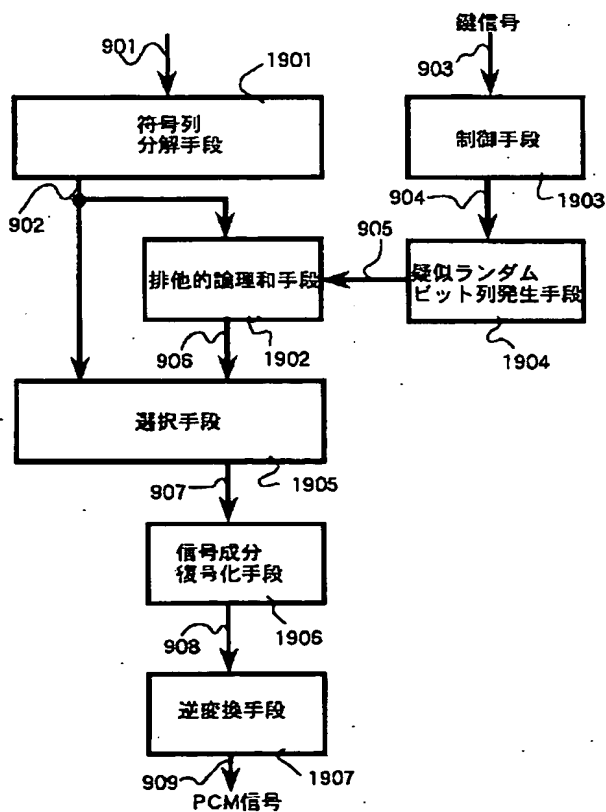 鍵信号
901
1901
903
符号列
分解手段
制御手段
902
904
1903
905
排他的論理和手段
疑似ランダム
ビット列発生手段
906
1902
1904
選択手段
907
1905
信号成分
復号化手段
908
1906
逆変換手段
909
1907
PCM信号